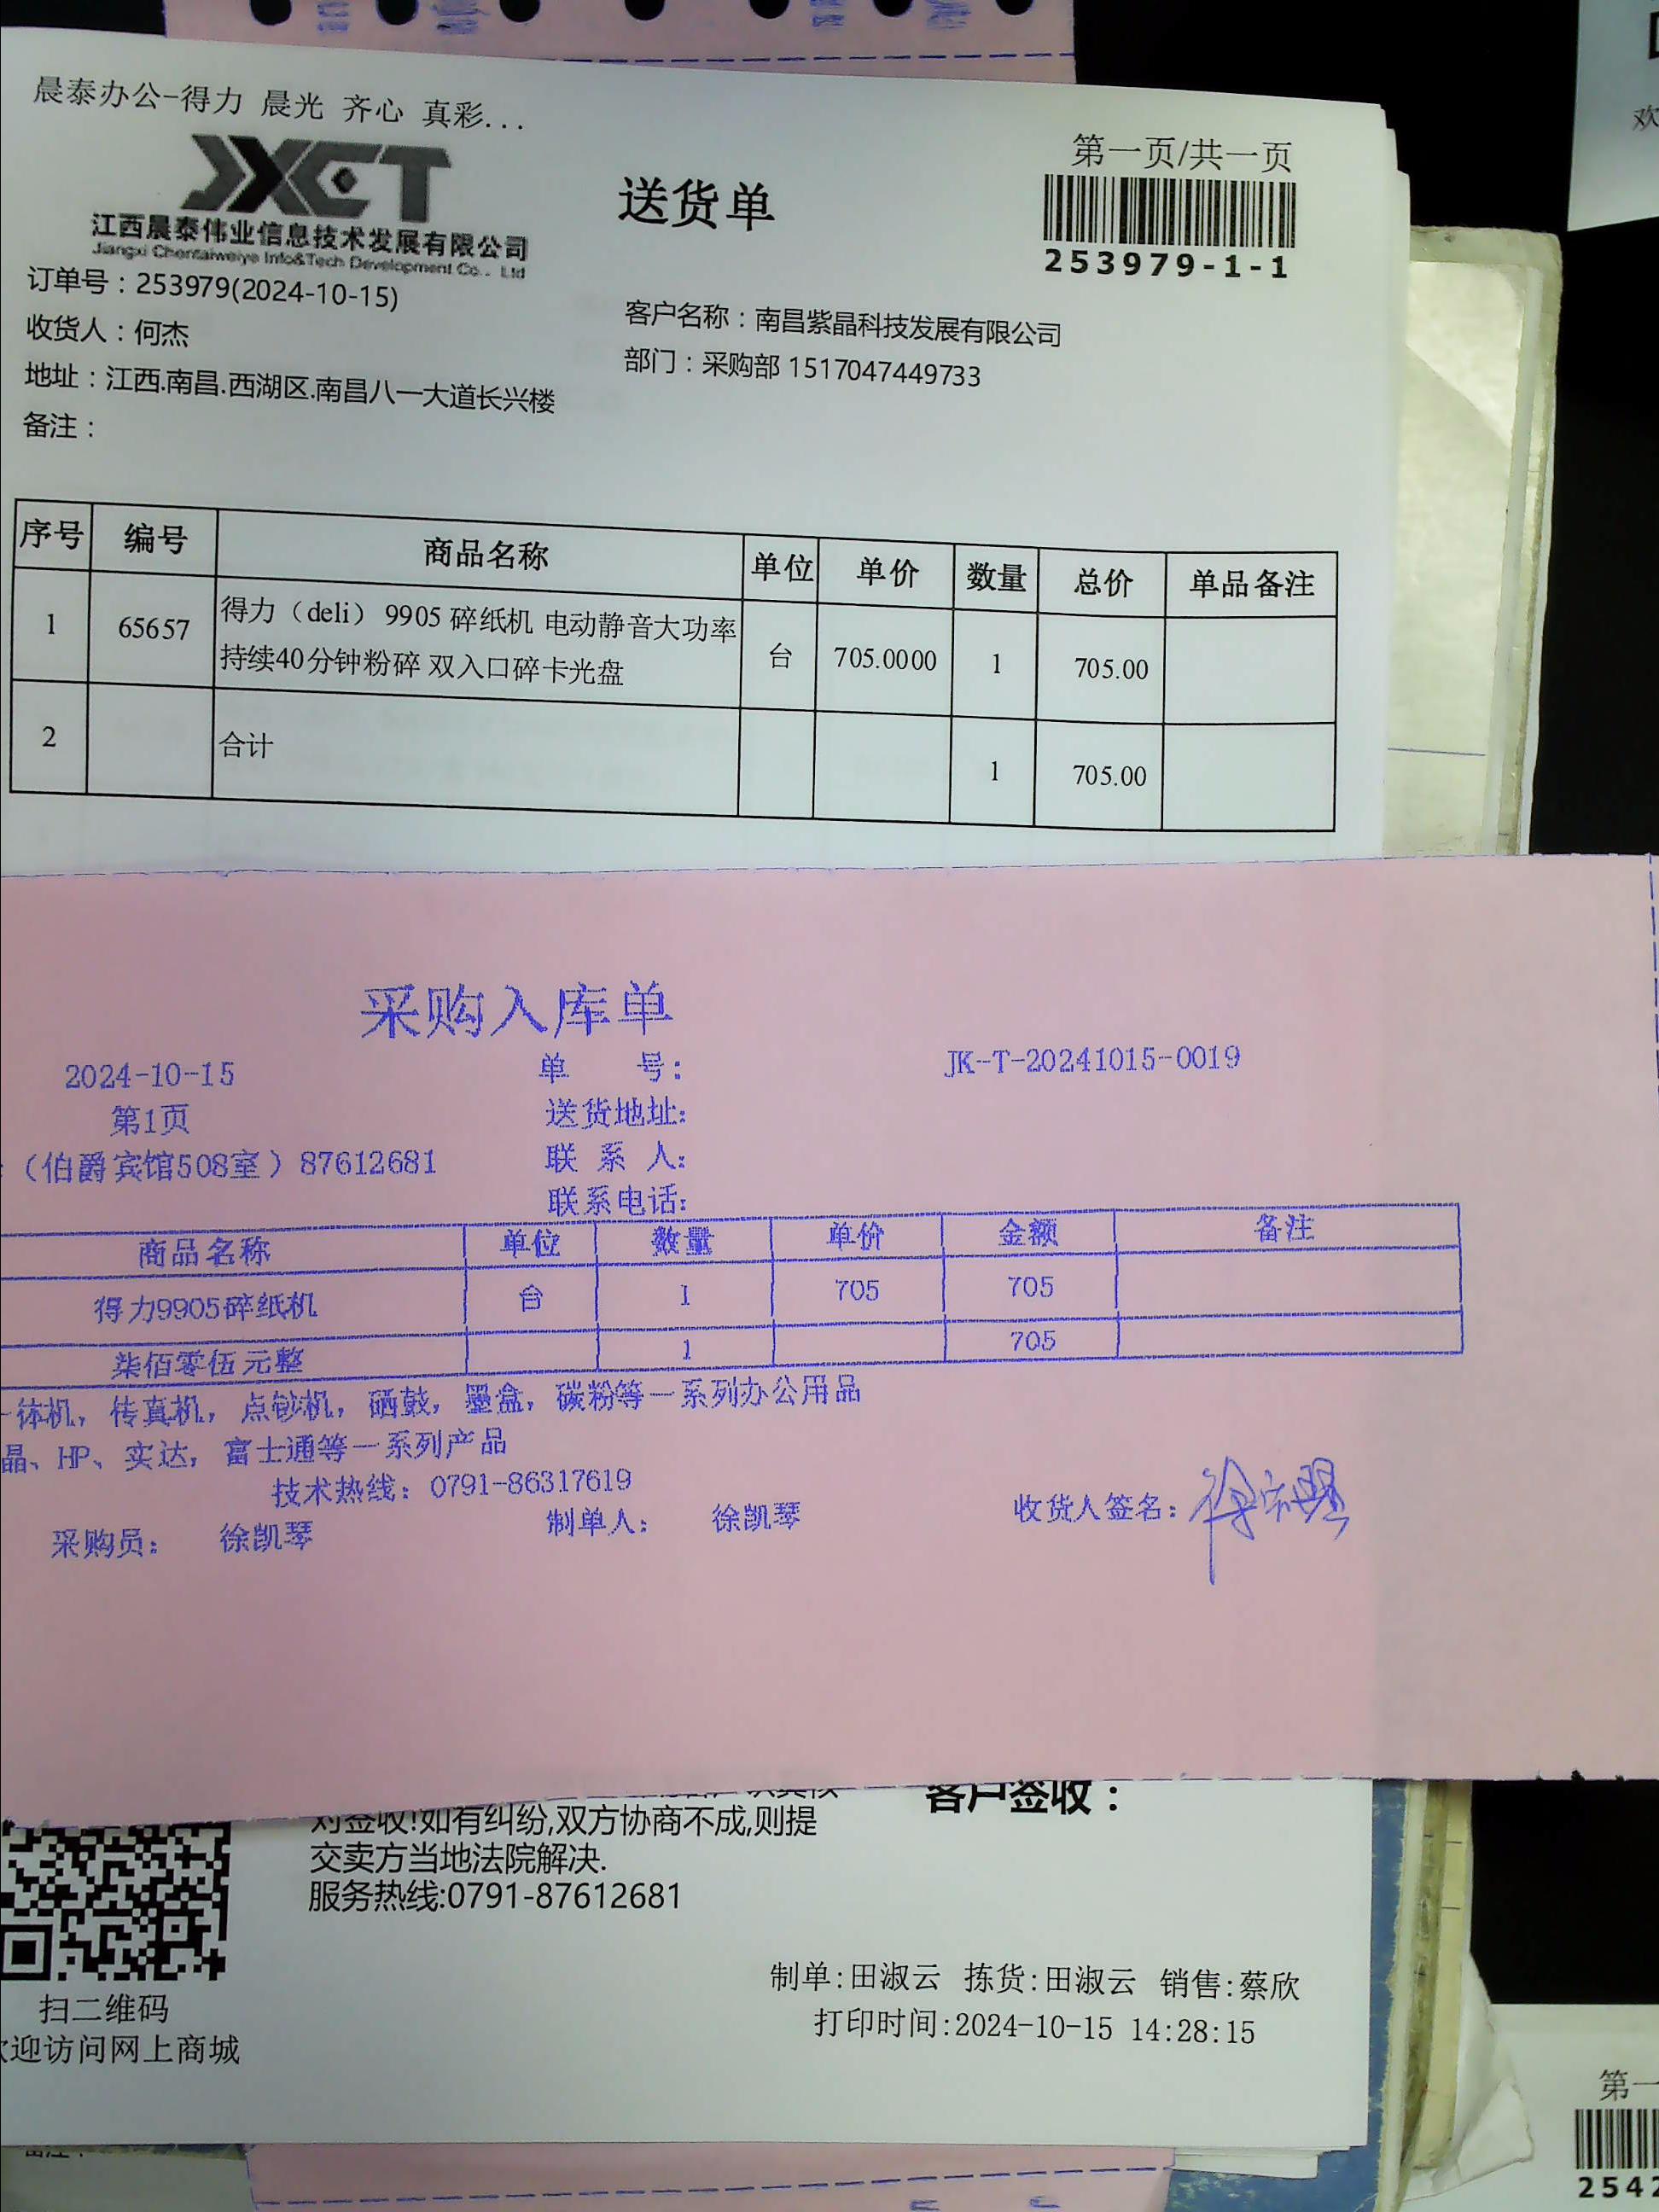 晨泰办公-得力 晨光 齐心 真彩...
JXCT
江西晨泰伟业信息技术发展有限公司
Jiangxi Chentaiweiye Info&Tech Development Co., Ltd
送货单
第一页/共一页
253979-1-1
订单号：253979(2024-10-15)
收货人：何杰
客户名称：南昌紫晶科技发展有限公司
地址：江西.南昌.西湖区.南昌八一大道长兴楼
部门：采购部 1517047449733
备注：
序号 编号 商品名称 单位 单价 数量 总价 单品备注
1 65657 得力（deli） 9905 碎纸机 电动静音大功率 台 705.0000 1 705.00
持续40分钟粉碎 双入口碎卡光盘
2 合计 1 705.00
采购入库单
2024-10-15 单 号： JK-T-20241015-0019
第1页 送货地址：
（伯爵宾馆508室）87612681 联 系 人：
联系电话：
商品名称 单位 数量 单价 金额 备注
得力9905碎纸机 台 1 705 705
柒佰零伍元整 1 705
一体机，传真机，点钞机，硒鼓，墨盒，碳粉等一系列办公用品
晶、HP、实达，富士通等一系列产品
技术热线：0791-86317619
采购员： 徐凯琴 制单人： 徐凯琴 收货人签名：
客户签收：
对签收!如有纠纷,双方协商不成,则提
交卖方当地法院解决.
服务热线:0791-87612681
扫二维码
欢迎访问网上商城
制单:田淑云 拣货:田淑云 销售:蔡欣
打印时间:2024-10-15 14:28:15
欢
第一
2542